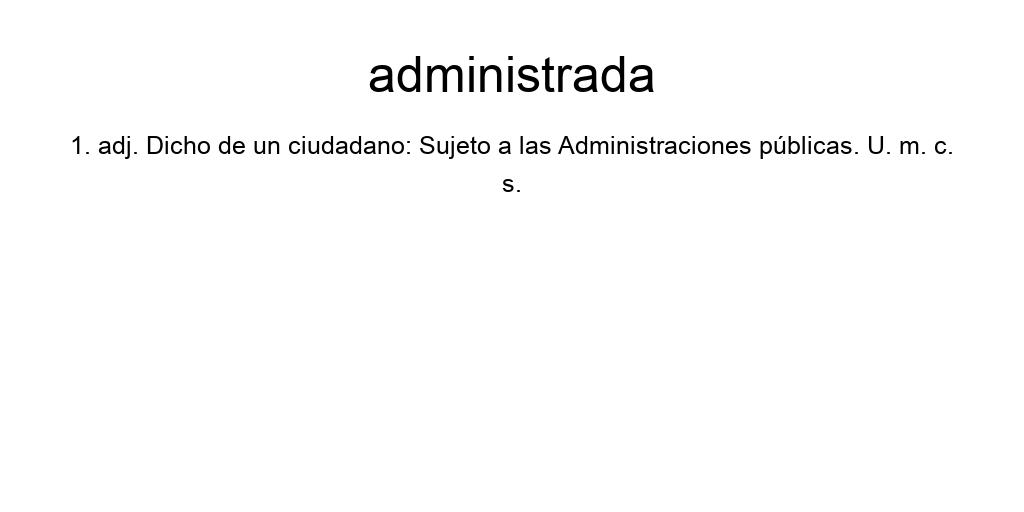 administrada
1. adj. Dicho de un ciudadano: Sujeto a las Administraciones públicas. U. m. c.
s.